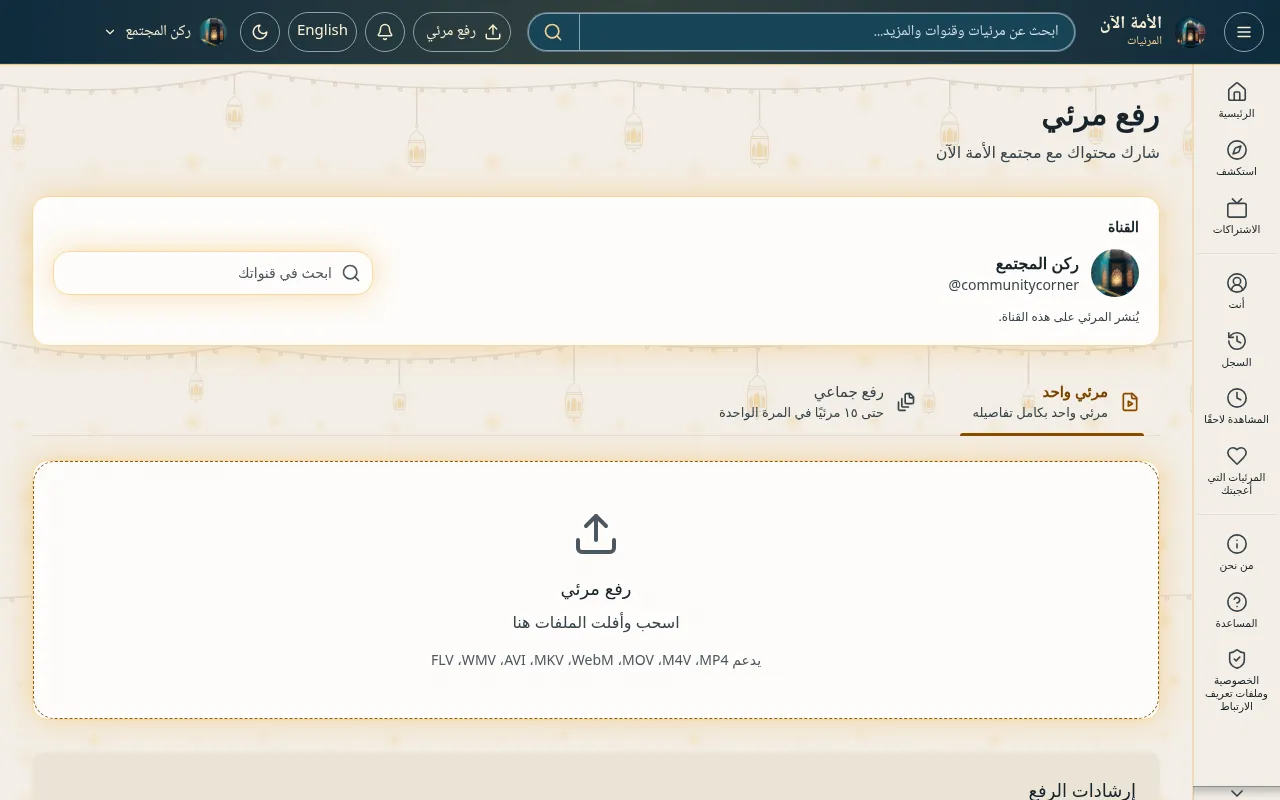 الأمة الآن
المرئيات
ابحث عن مرئيات وقنوات والمزيد...
رفع مرئي
English
ركن المجتمع
الرئيسية
استكشف
الاشتراكات
أنت
السجل
المشاهدة لاحقًا
المرئيات التي
أعجبتك
من نحن
المساعدة
الخصوصية
وملفات تعريف
الارتباط
رفع مرئي
شارك محتواك مع مجتمع الأمة الآن
القناة
ركن المجتمع
@communitycorner
يُنشر المرئي على هذه القناة.
ابحث في قنواتك
مرئي واحد
مرئي واحد بكامل تفاصيله
رفع جماعي
حتى ١٥ مرئيًا في المرة الواحدة
رفع مرئي
اسحب وأفلت الملفات هنا
يدعم MP4، M4V، MOV، WebM، MKV، AVI، WMV، FLV
إرشادات الرفع